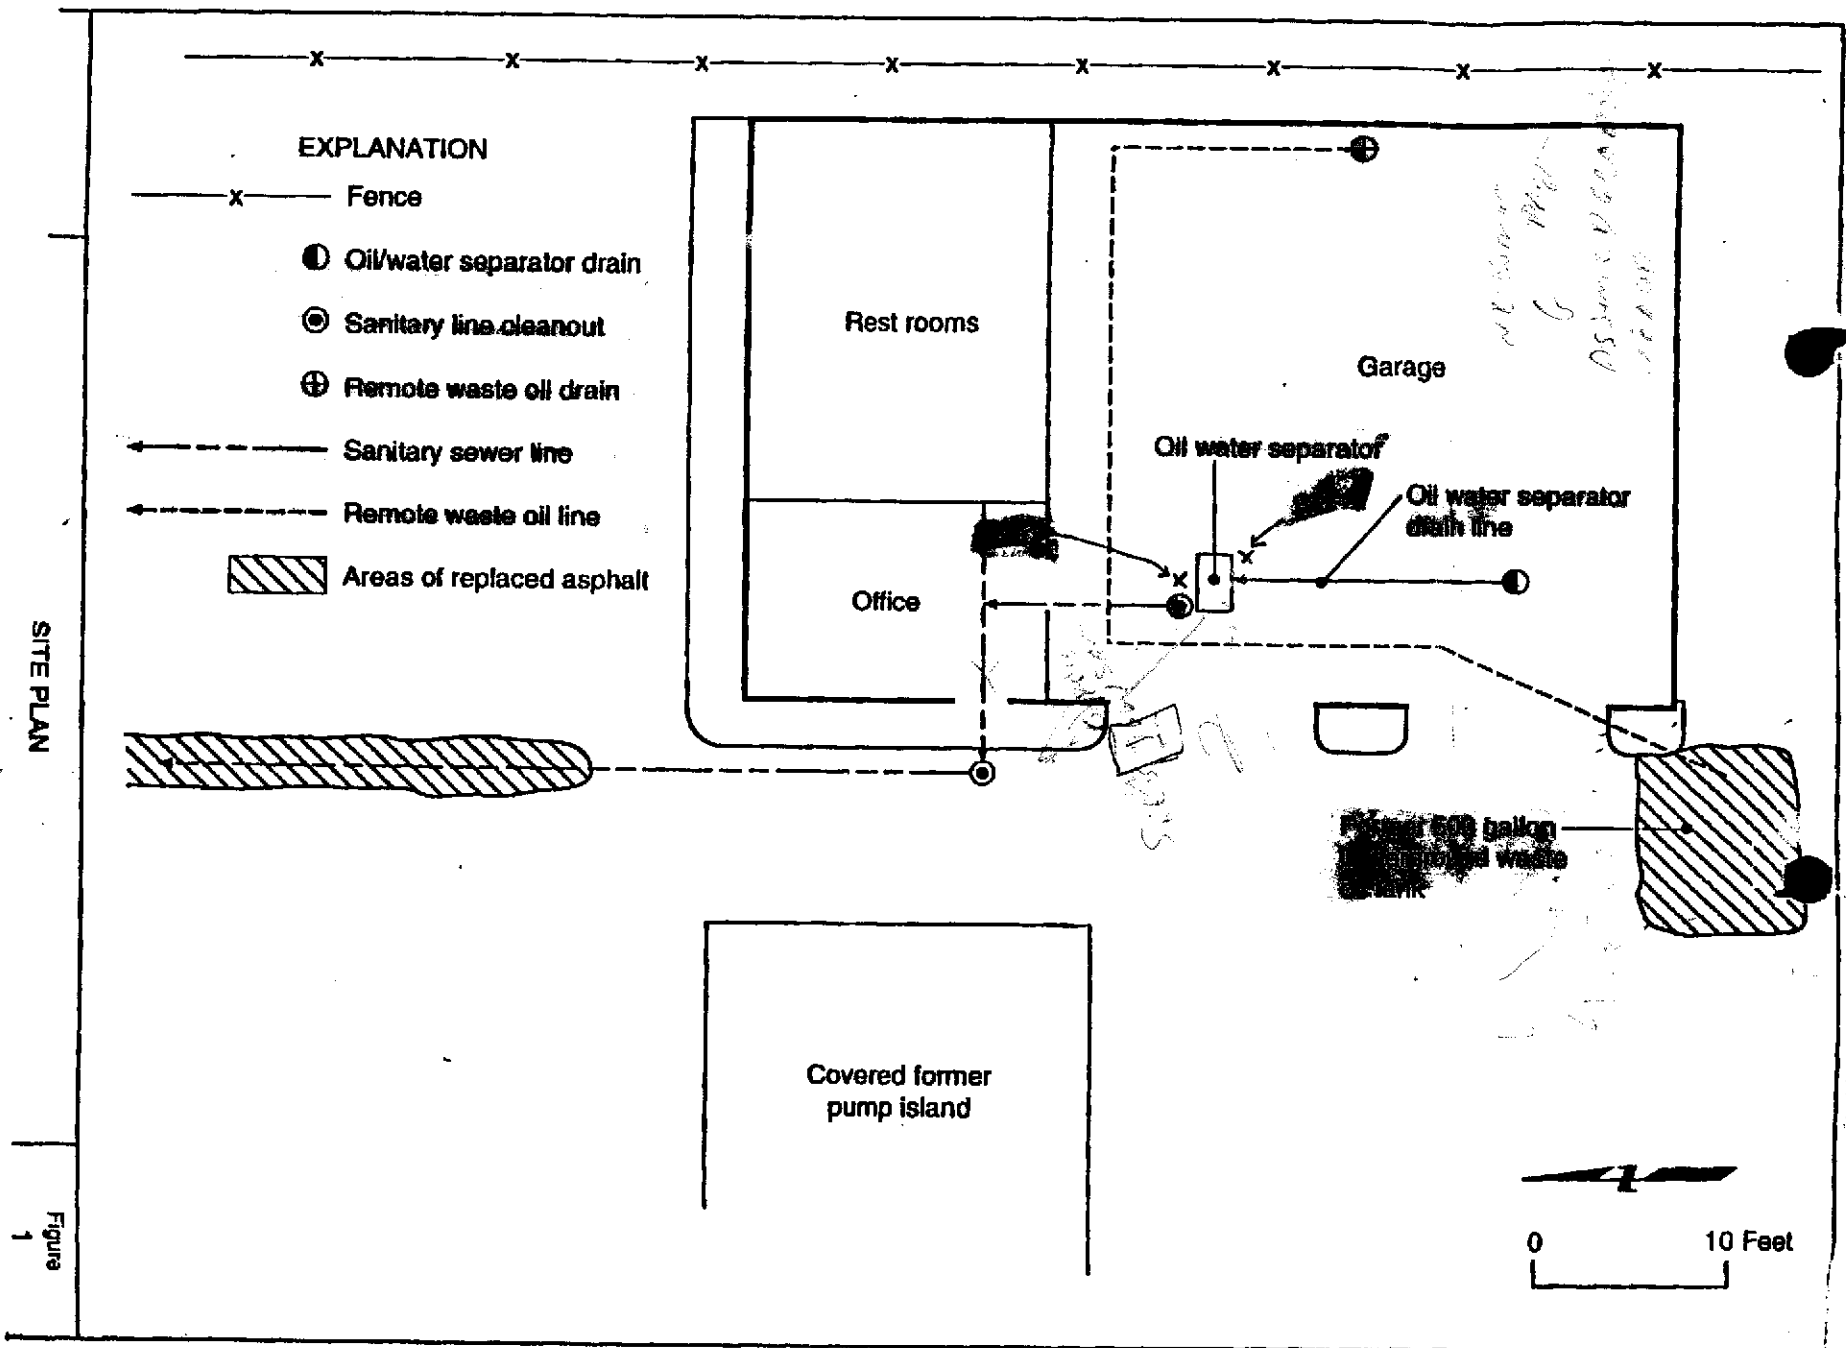 EXPLANATION
x Fence
Oil/water separator drain
Sanitary line cleanout
Remote waste oil drain
Sanitary sewer line
Remote waste oil line
Areas of replaced asphalt
Rest rooms
Office
Garage
Oil water separator
Oil water separator
drain line
Former
gallon
waste
tank
Covered former
pump island
0 10 Feet
SITE PLAN
Figure
1